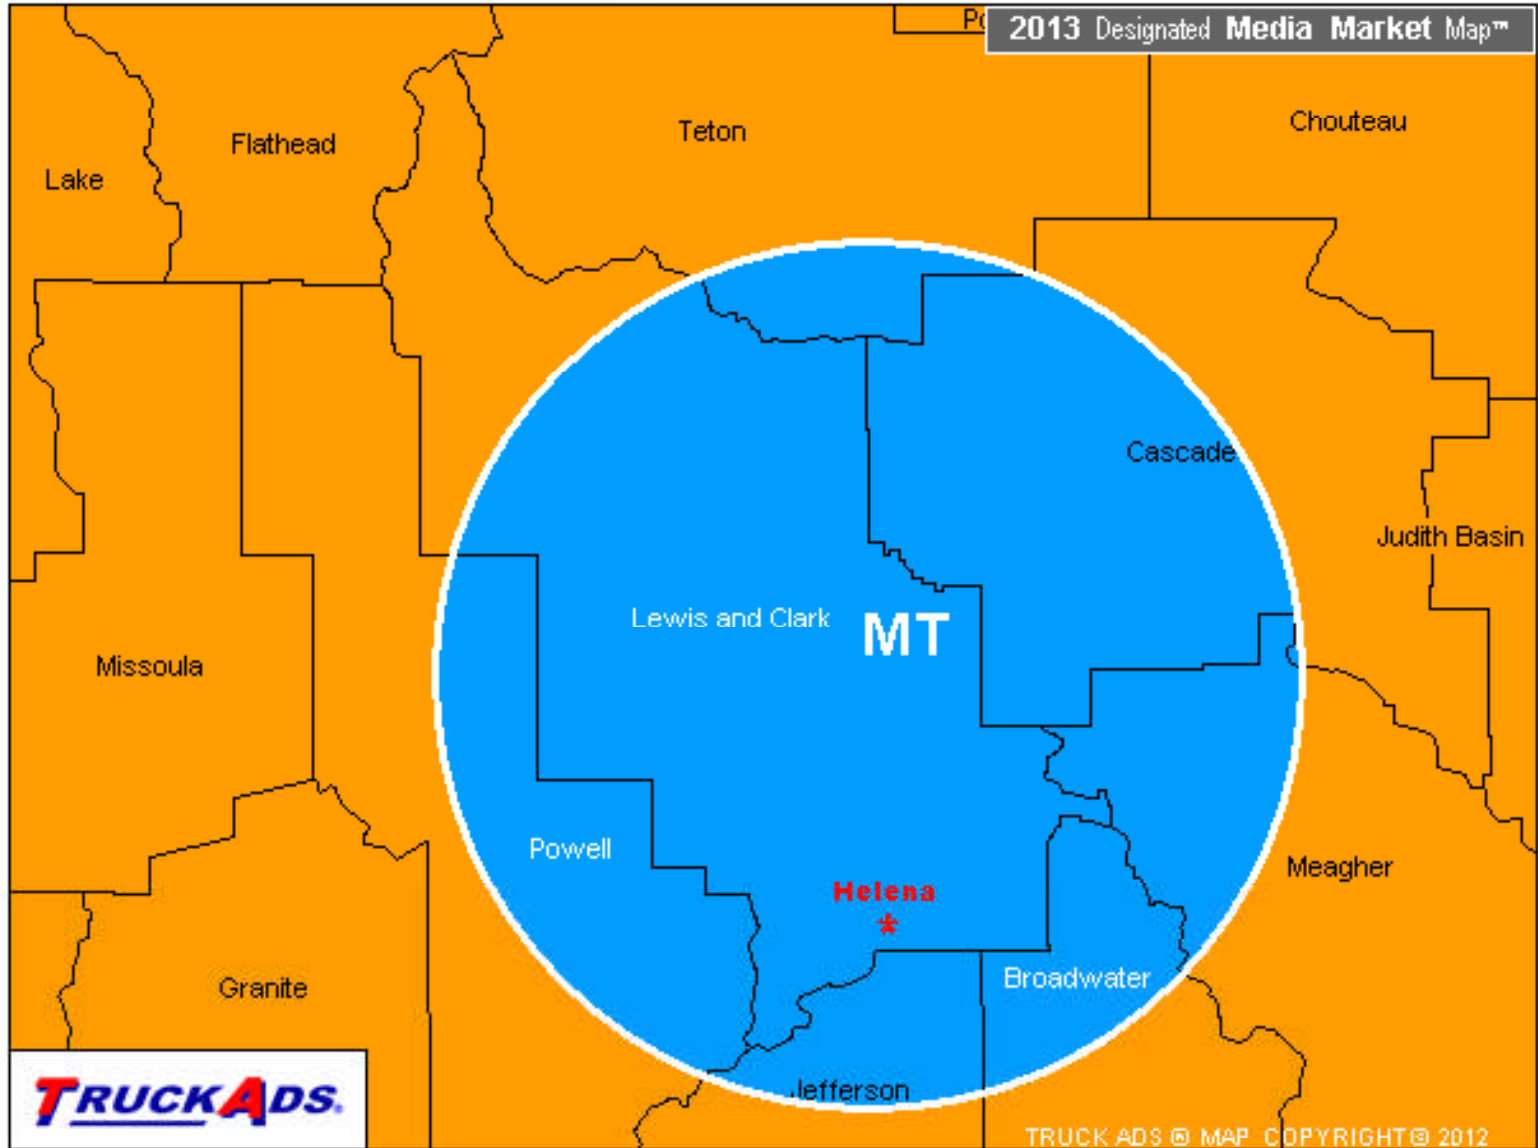 2013 Designated Media Market Map™
Chouteau
Teton
Flathead
Lake
Cascade
Judith Basin
Lewis and Clark
MT
Missoula
Powell
Meagher
Helena
*
Broadwater
Granite
Jefferson
TRUCKADS.
TRUCK ADS ® MAP COPYRIGHT © 2012